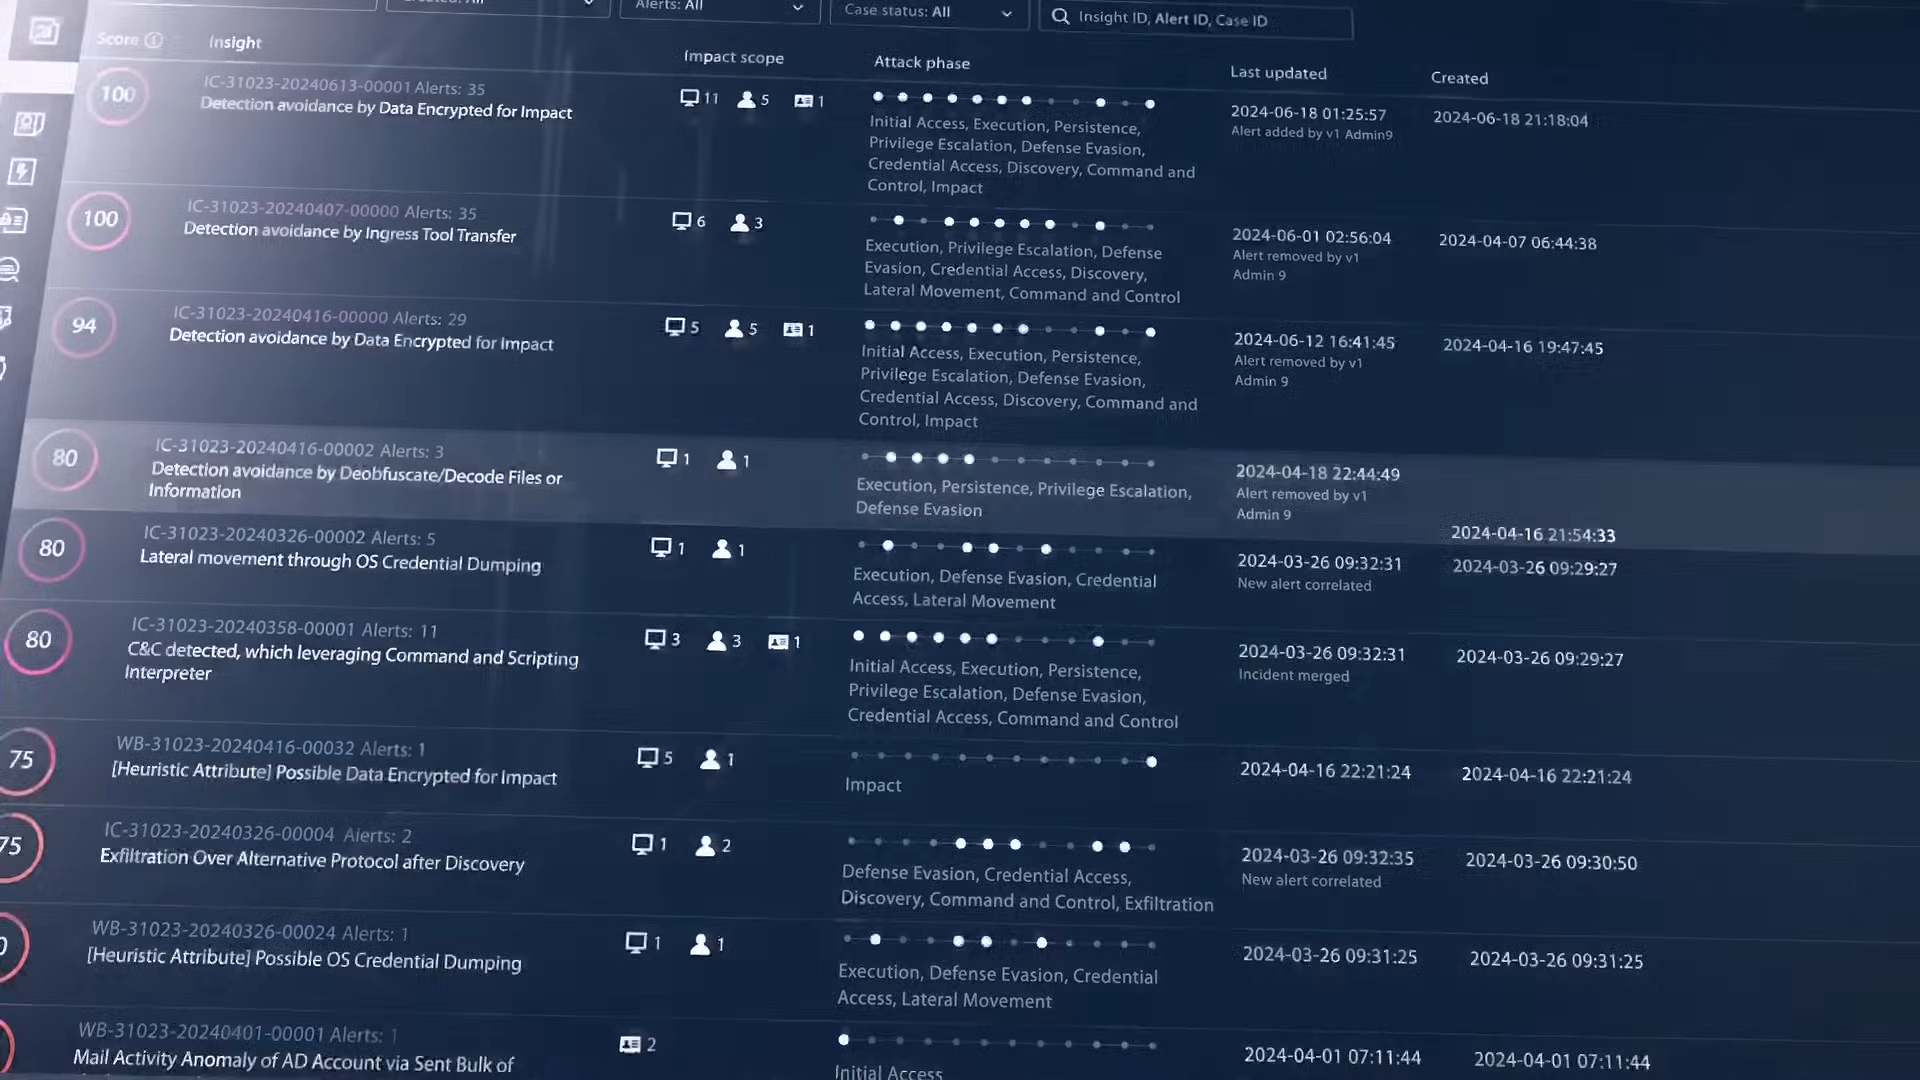 Created: All
Alerts: All
Case status: All
Insight ID, Alert ID, Case ID
Score
Insight
Impact scope
Attack phase
Last updated
Created
100
IC-31023-20240613-00001 Alerts: 35
Detection avoidance by Data Encrypted for Impact
11
5
1
Initial Access, Execution, Persistence,
Privilege Escalation, Defense Evasion,
Credential Access, Discovery, Command and
Control, Impact
2024-06-18 01:25:57
Alert added by v1 Admin9
2024-06-18 21:18:04
100
IC-31023-20240407-00000 Alerts: 35
Detection avoidance by Ingress Tool Transfer
6
3
Execution, Privilege Escalation, Defense
Evasion, Credential Access, Discovery,
Lateral Movement, Command and Control
2024-06-01 02:56:04
Alert removed by v1
Admin 9
2024-04-07 06:44:38
94
IC-31023-20240416-00000 Alerts: 29
Detection avoidance by Data Encrypted for Impact
5
5
1
Initial Access, Execution, Persistence,
Privilege Escalation, Defense Evasion,
Credential Access, Discovery, Command and
Control, Impact
2024-06-12 16:41:45
Alert removed by v1
Admin 9
2024-04-16 19:47:45
80
IC-31023-20240416-00002 Alerts: 3
Detection avoidance by Deobfuscate/Decode Files or
Information
1
1
Execution, Persistence, Privilege Escalation,
Defense Evasion
2024-04-18 22:44:49
Alert removed by v1
Admin 9
2024-04-16 21:54:33
80
IC-31023-20240326-00002 Alerts: 5
Lateral movement through OS Credential Dumping
1
1
Execution, Defense Evasion, Credential
Access, Lateral Movement
2024-03-26 09:32:31
New alert correlated
2024-03-26 09:29:27
80
IC-31023-20240358-00001 Alerts: 11
C&C detected, which leveraging Command and Scripting
Interpreter
3
3
1
Initial Access, Execution, Persistence,
Privilege Escalation, Defense Evasion,
Credential Access, Command and Control
2024-03-26 09:32:31
Incident merged
2024-03-26 09:29:27
75
WB-31023-20240416-00032 Alerts: 1
[Heuristic Attribute] Possible Data Encrypted for Impact
5
1
Impact
2024-04-16 22:21:24
2024-04-16 22:21:24
75
IC-31023-20240326-00004 Alerts: 2
Exfiltration Over Alternative Protocol after Discovery
1
2
Defense Evasion, Credential Access,
Discovery, Command and Control, Exfiltration
2024-03-26 09:32:35
New alert correlated
2024-03-26 09:30:50
0
WB-31023-20240326-00024 Alerts: 1
[Heuristic Attribute] Possible OS Credential Dumping
1
1
Execution, Defense Evasion, Credential
Access, Lateral Movement
2024-03-26 09:31:25
2024-03-26 09:31:25
WB-31023-20240401-00001 Alerts: 1
Mail Activity Anomaly of AD Account via Sent Bulk of
2
Initial Access
2024-04-01 07:11:44
2024-04-01 07:11:44